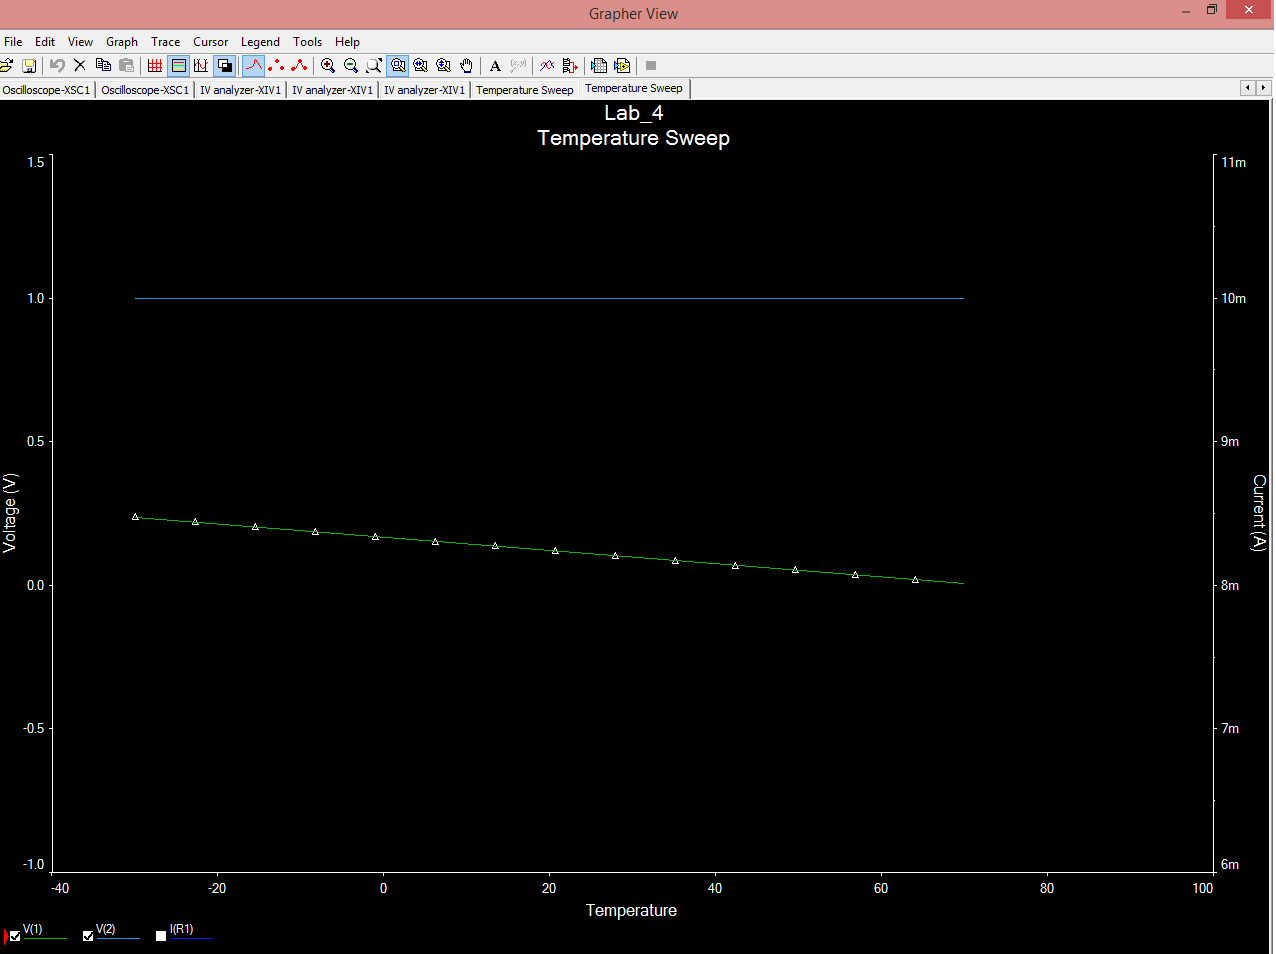 Grapher View
File Edit View Graph Trace Cursor Legend Tools Help
A
Oscilloscope-XSC1 Oscilloscope-XSC1 IV analyzer-XIV1 IV analyzer-XIV1 IV analyzer-XIV1 Temperature Sweep Temperature Sweep
Lab_4
Temperature Sweep
1.5 11m
1.0 10m
0.5 9m
Voltage (V)
Current (A)
0.0 8m
-0.5 7m
-1.0 6m
-40 -20 0 20 40 60 80 100
Temperature
V(1) V(2) I(R1)